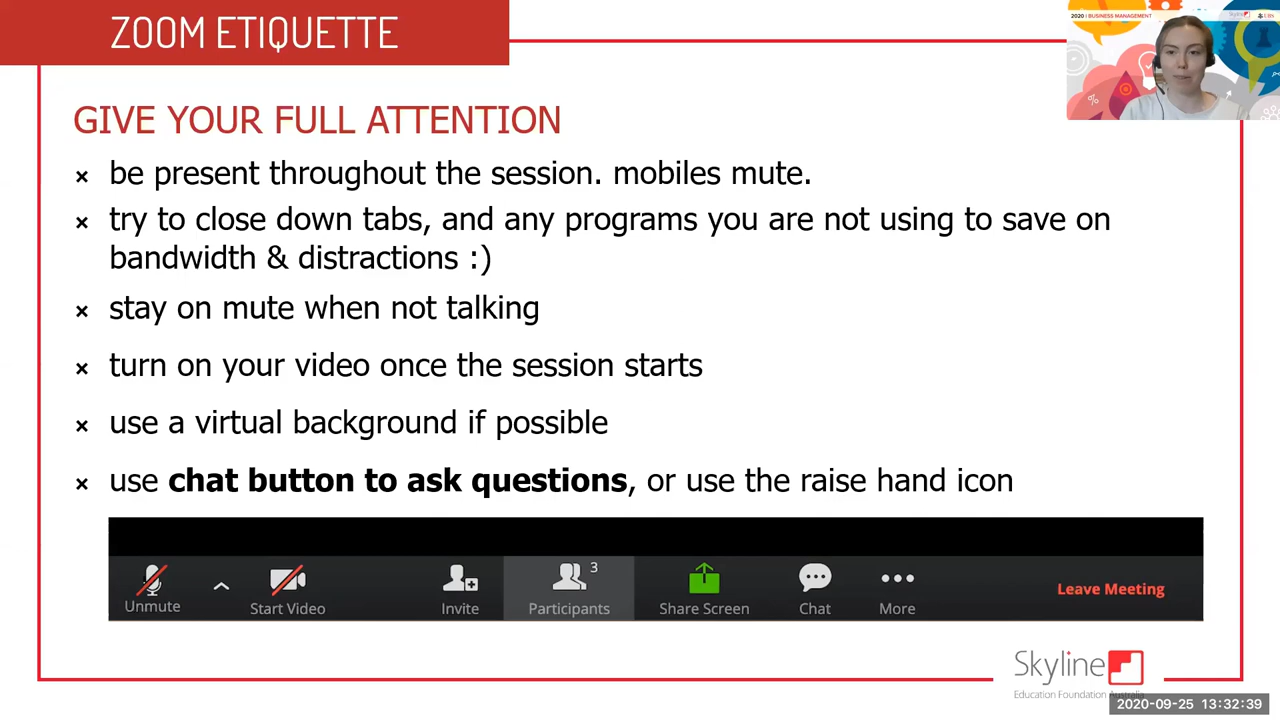 ZOOM ETIQUETTE
2020 | BUSINESS MANAGEMENT
GIVE YOUR FULL ATTENTION
× be present throughout the session. mobiles mute.
× try to close down tabs, and any programs you are not using to save on
bandwidth & distractions :)
× stay on mute when not talking
× turn on your video once the session starts
× use a virtual background if possible
× use chat button to ask questions, or use the raise hand icon
3
Unmute Start Video Invite Participants Share Screen Chat More Leave Meeting
Skyline
Education Foundation Australia
2020-09-25 13:32:39